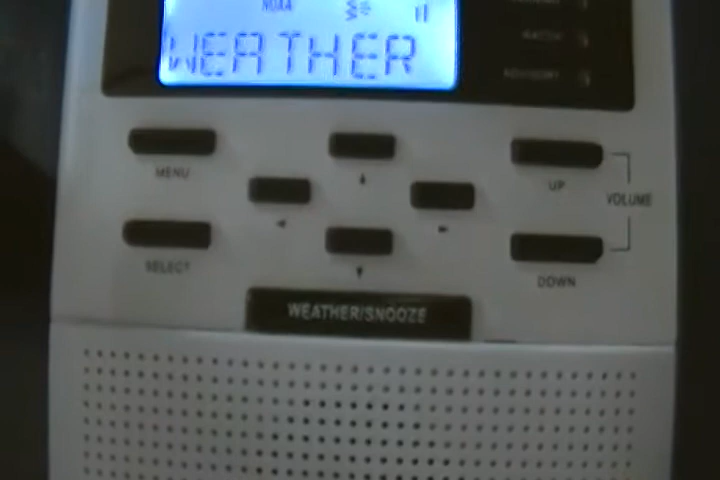 NOAA
WEATHER
WATCH
ADVISORY
MENU
UP
VOLUME
SELECT
DOWN
WEATHER/SNOOZE